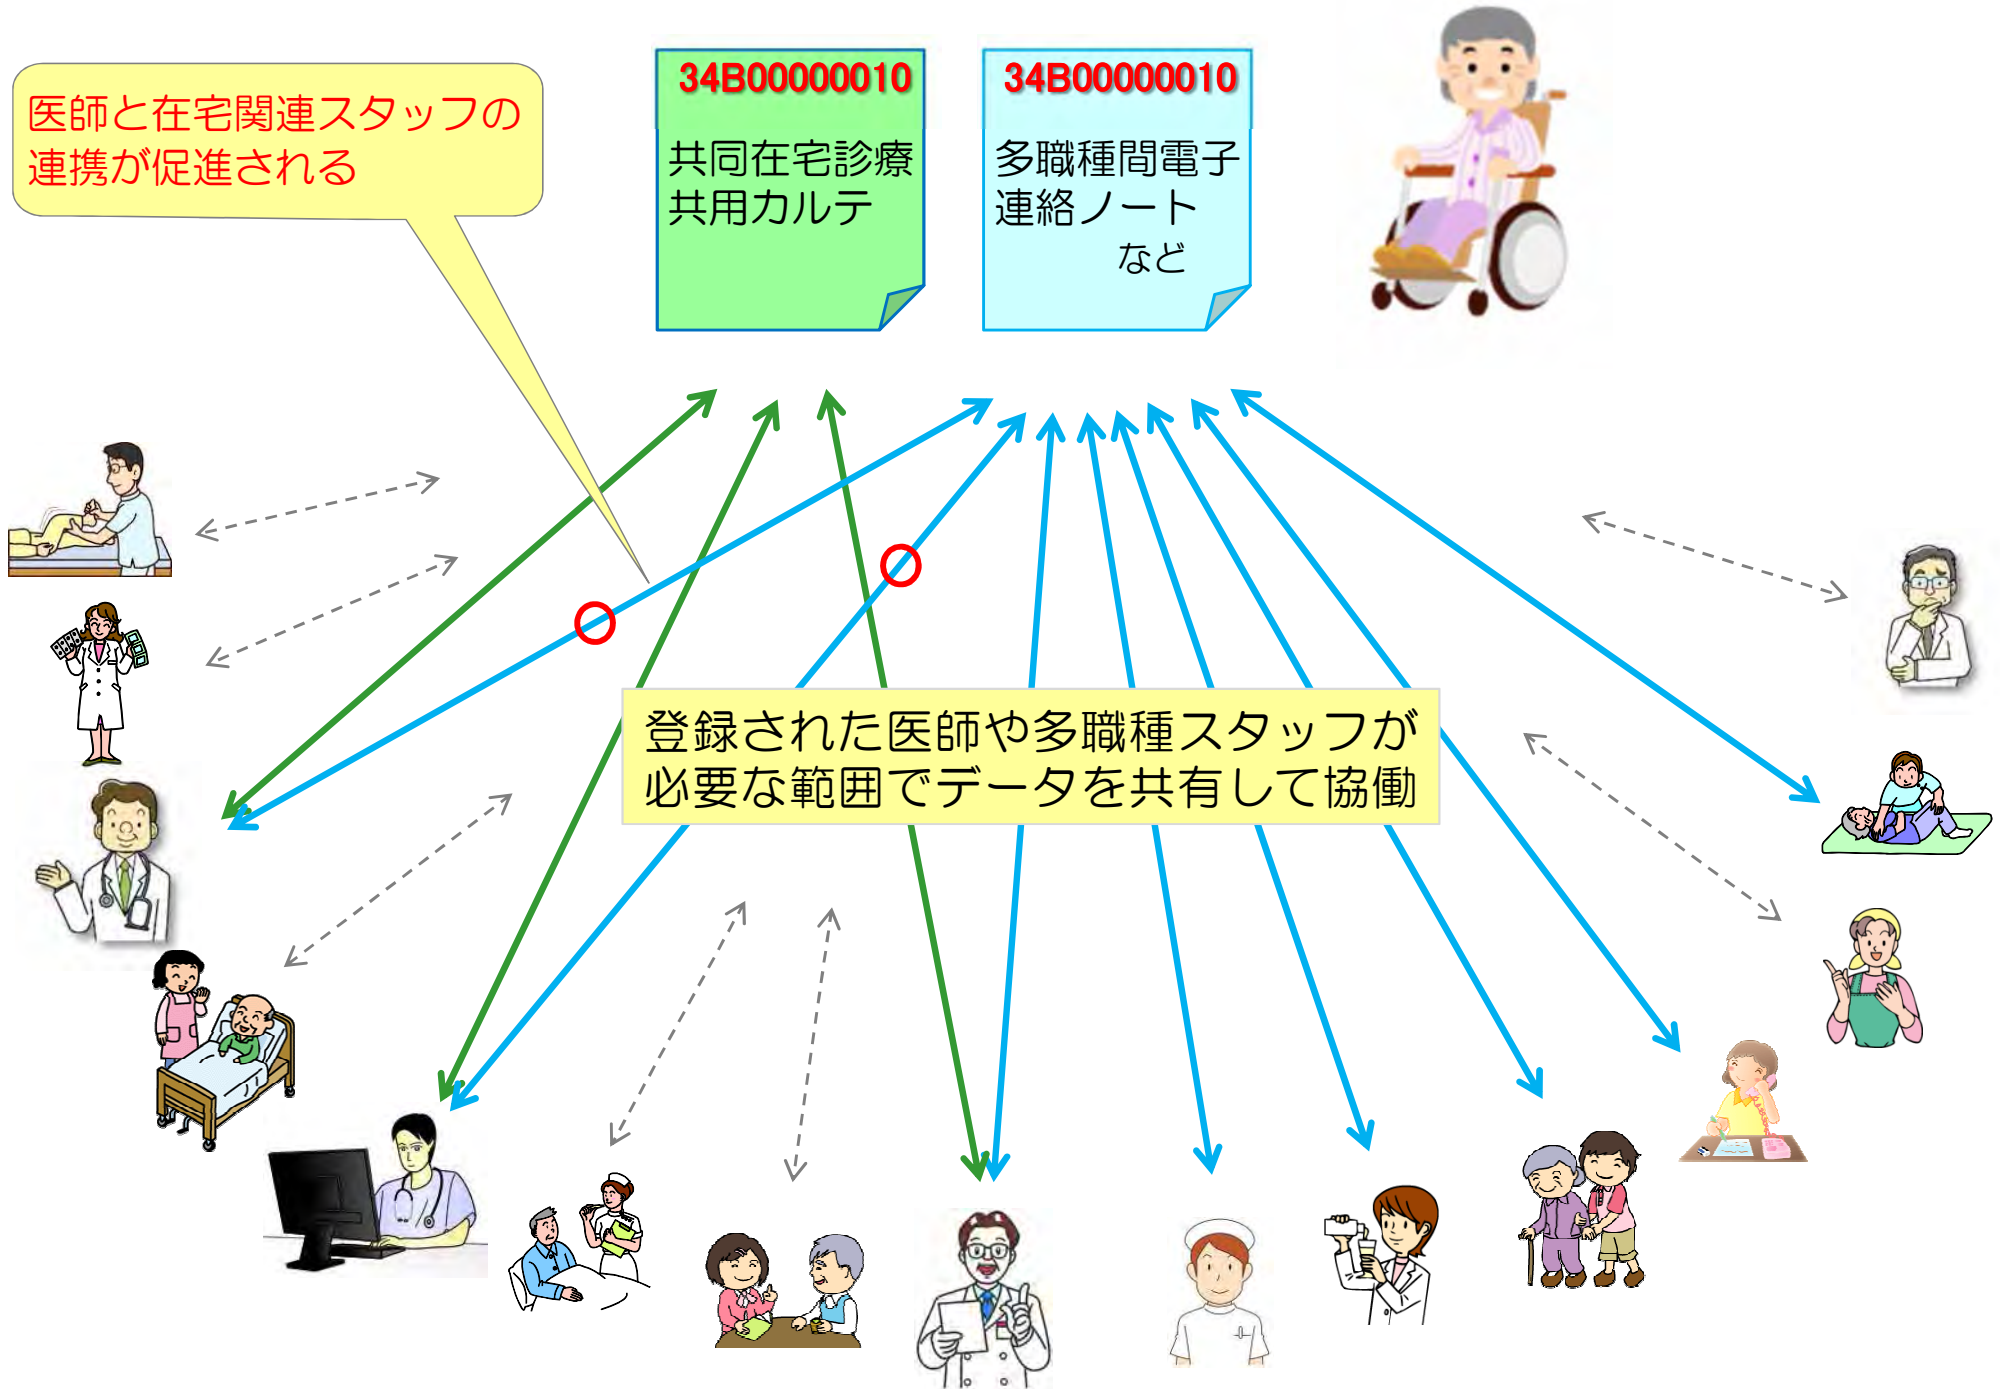 医師と在宅関連スタッフの
連携が促進される
34B00000010
共同在宅診療
共用カルテ
34B00000010
多職種間電子
連絡ノート
など
登録された医師や多職種スタッフが
必要な範囲でデータを共有して協働